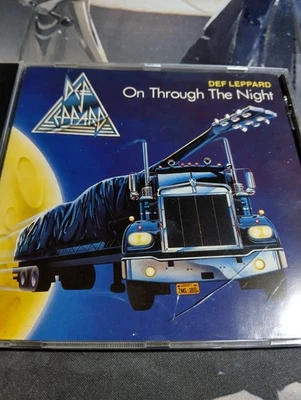 DEF LEPPARD
On Through The Night
DEF
LEPPARD